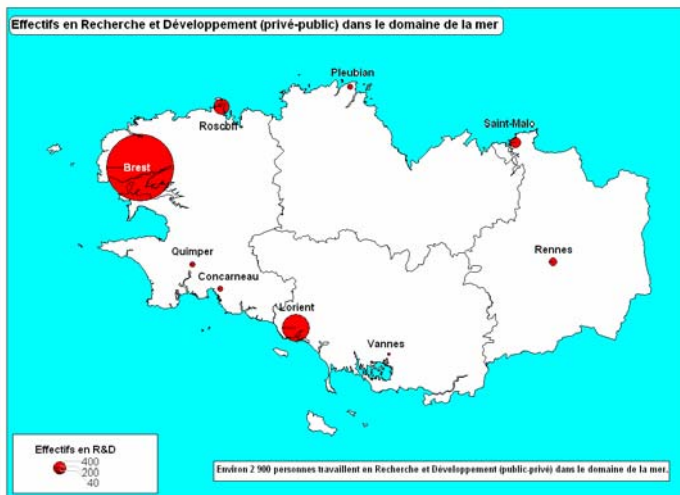 Effectifs en Recherche et Développement (privé-public) dans le domaine de la mer
Pleubian
Roscoff
Saint-Malo
Brest
Rennes
Quimper
Concarneau
Lorient
Vannes
Effectifs en R&D
400
200
40
Environ 2 900 personnes travaillent en Recherche et Développement (public-privé) dans le domaine de la mer.